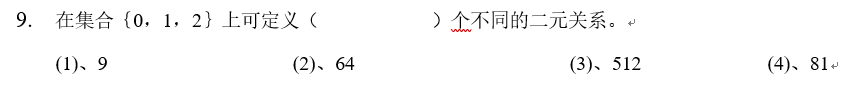 9. 在集合{0，1，2}上可定义（ ）个不同的二元关系。
(1)、9 (2)、64 (3)、512 (4)、81